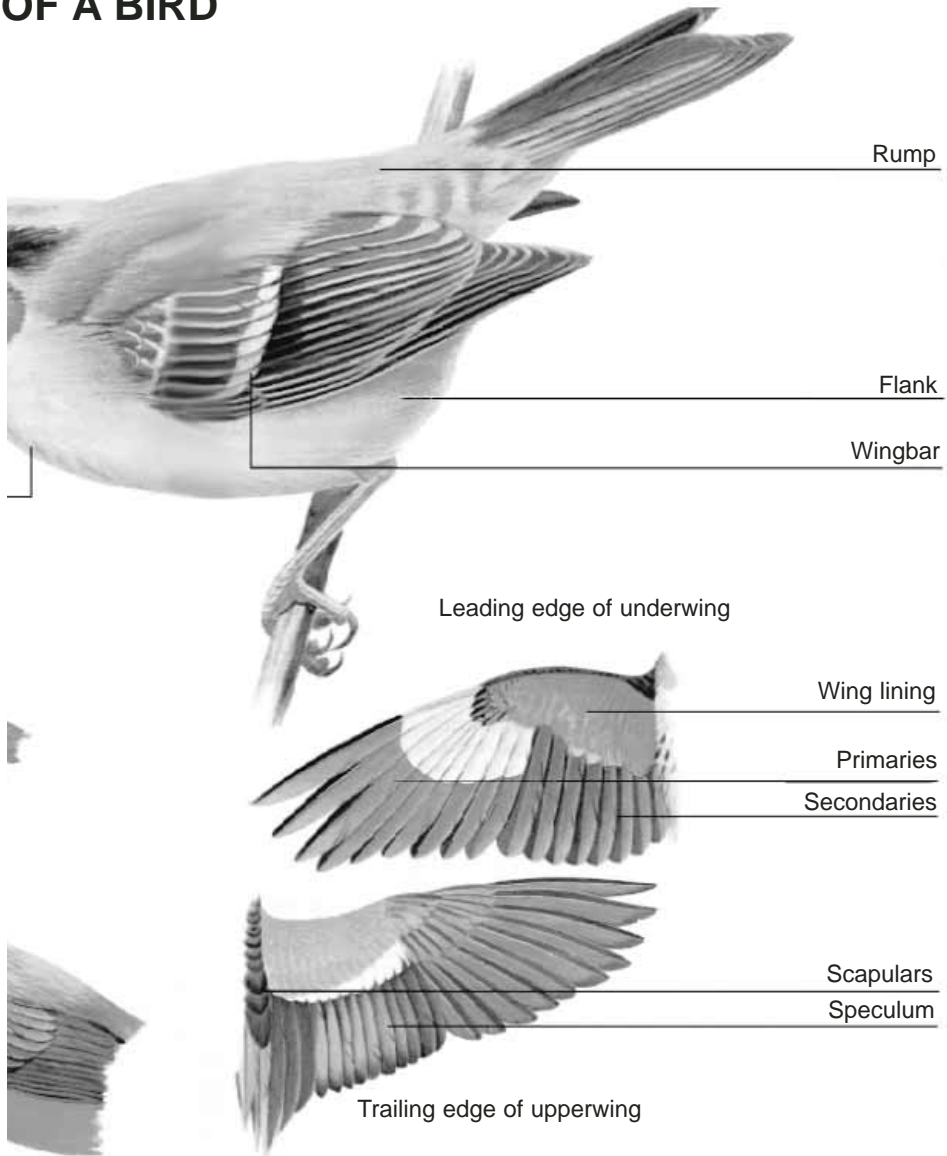 OF A BIRD
Rump
Flank
Wingbar
Leading edge of underwing
Wing lining
Primaries
Secondaries
Scapulars
Speculum
Trailing edge of upperwing